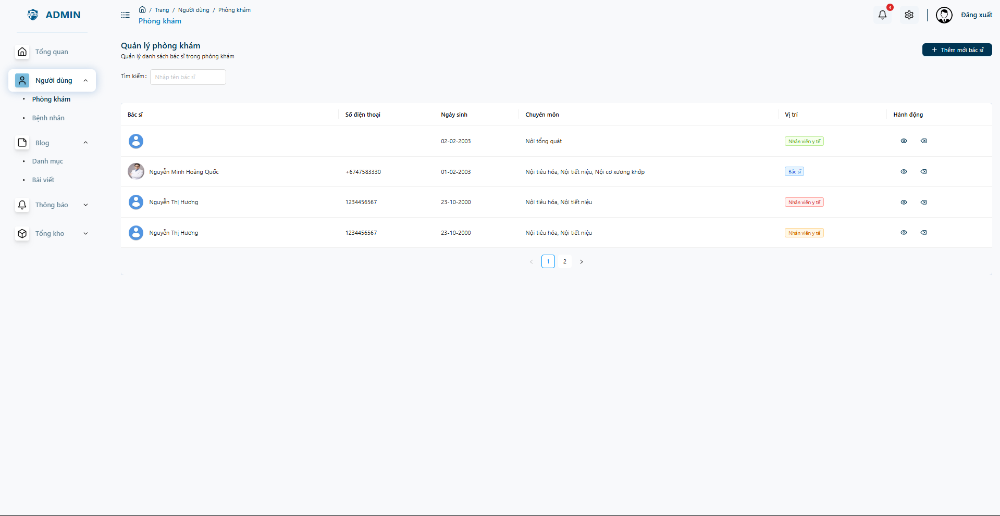 ADMIN
Tổng quan
Người dùng
Phòng khám
Bệnh nhân
Blog
Danh mục
Bài viết
Thông báo
Tổng kho
/ Trang / Người dùng / Phòng khám
Phòng khám
4
Đăng xuất
Quản lý phòng khám
Quản lý danh sách bác sĩ trong phòng khám
+ Thêm mới bác sĩ
Tìm kiếm: Nhập tên bác sĩ
Bác sĩ Số điện thoại Ngày sinh Chuyên môn Vị trí Hành động
02-02-2003 Nội tổng quát Nhân viên y tế
Nguyễn Minh Hoàng Quốc +6747583330 01-02-2003 Nội tiêu hóa, Nội tiết niệu, Nội cơ xương khớp Bác sĩ
Nguyễn Thị Hương 1234456567 23-10-2000 Nội tiêu hóa, Nội tiết niệu Nhân viên y tế
Nguyễn Thị Hương 1234456567 23-10-2000 Nội tiêu hóa, Nội tiết niệu Nhân viên y tế
< 1 2 >